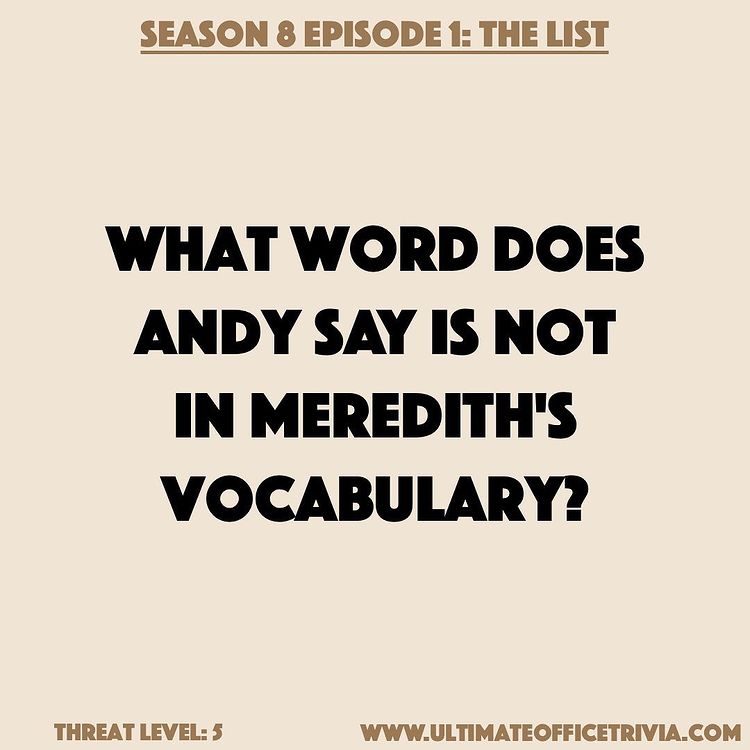 SEASON 8 EPISODE 1: THE LIST
WHAT WORD DOES
ANDY SAY IS NOT
IN MEREDITH'S
VOCABULARY?
THREAT LEVEL: 5
WWW.ULTIMATEOFFICETRIVIA.COM